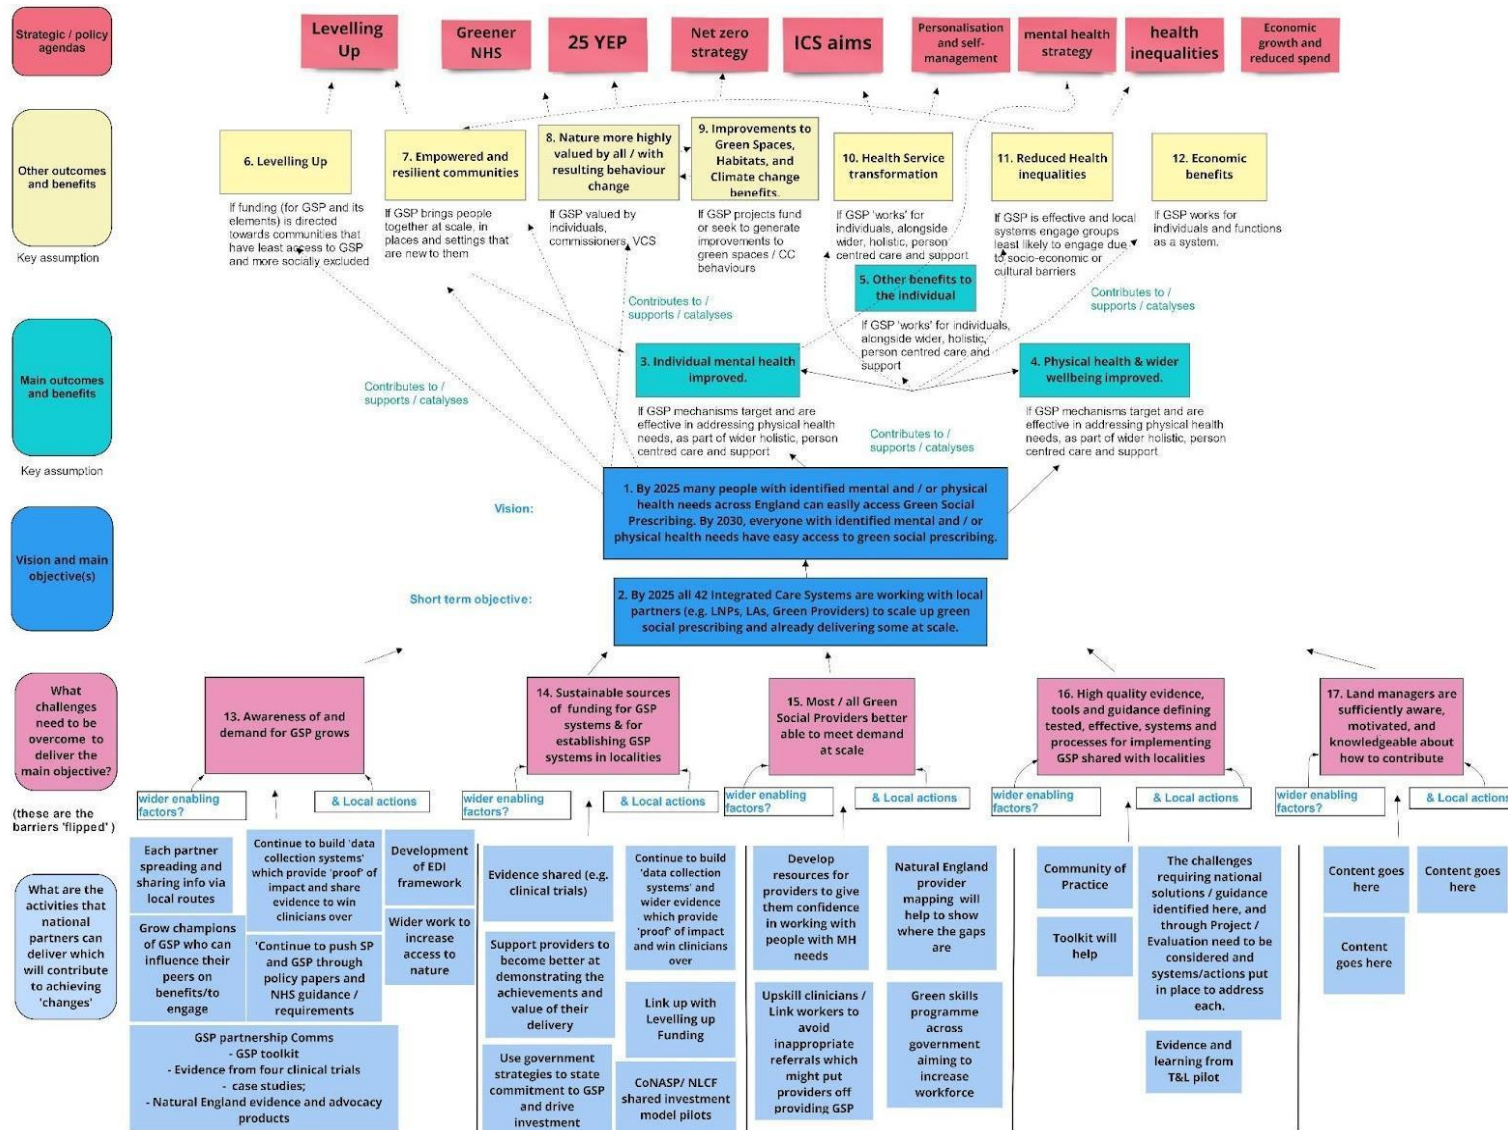 Strategic / policy
agendas
Levelling
Up
Greener
NHS
25 YEP
Net zero
strategy
ICS aims
Personalisation
and self-
management
mental health
strategy
health
inequalities
Economic
growth and
reduced spend
Other outcomes
and benefits
Key assumption
6. Levelling Up
If funding (for GSP and its
elements) is directed
towards communities that
have least access to GSP
and more socially excluded
7. Empowered and
resilient communities
If GSP brings people
together at scale, in
places and settings that
are new to them
8. Nature more highly
valued by all / with
resulting behaviour
change
If GSP valued by
individuals,
commissioners, VCS
9. Improvements to
Green Spaces,
Habitats, and
Climate change
benefits.
If GSP projects fund
or seek to generate
improvements to
green spaces / CC
behaviours
10. Health Service
transformation
If GSP 'works' for
individuals, alongside
wider, holistic, person
centred care and support
11. Reduced Health
inequalities
If GSP is effective and local
systems engage groups
least likely to engage due
to socio-economic or
cultural barriers
12. Economic
benefits
If GSP works for
individuals and functions
as a system.
Main outcomes
and benefits
Key assumption
5. Other benefits to
the individual
If GSP 'works' for individuals,
alongside wider, holistic,
person centred care and
support
Contributes to /
supports / catalyses
Contributes to /
supports / catalyses
3. Individual mental health
improved.
If GSP mechanisms target and are
effective in addressing physical health
needs, as part of wider holistic, person
centred care and support
4. Physical health & wider
wellbeing improved.
If GSP mechanisms target and are
effective in addressing physical health
needs, as part of wider holistic, person
centred care and support
Contributes to /
supports / catalyses
Contributes to /
supports / catalyses
Vision and main
objective(s)
Vision:
1. By 2025 many people with identified mental and / or physical
health needs across England can easily access Green Social
Prescribing. By 2030, everyone with identified mental and / or
physical health needs have easy access to green social prescribing.
Short term objective:
2. By 2025 all 42 Integrated Care Systems are working with local
partners (e.g. LNPs, LAs, Green Providers) to scale up green
social prescribing and already delivering some at scale.
What
challenges
need to be
overcome to
deliver the
main objective?
(these are the
barriers 'flipped' )
13. Awareness of and
demand for GSP grows
14. Sustainable sources
of funding for GSP
systems & for
establishing GSP
systems in localities
15. Most / all Green
Social Providers better
able to meet demand
at scale
16. High quality evidence,
tools and guidance defining
tested, effective, systems and
processes for implementing
GSP shared with localities
17. Land managers are
sufficiently aware,
motivated, and
knowledgeable about
how to contribute
wider enabling
factors?
& Local actions
wider enabling
factors?
& Local actions
wider enabling
factors?
& Local actions
wider enabling
factors?
& Local actions
wider enabling
factors?
& Local actions
What are the
activities that
national
partners can
deliver which
will contribute
to achieving
'changes'
Each partner
spreading and
sharing info via
local routes
Continue to build 'data
collection systems'
which provide 'proof' of
impact and share
evidence to win
clinicians over
Development of
EDI
framework
Grow champions
of GSP who can
influence their
peers on
benefits/to
engage
'Continue to push SP
and GSP through
policy papers and
NHS guidance /
requirements
Wider work to
increase
access to
nature
GSP partnership Comms
- GSP toolkit
- Evidence from four clinical trials
- case studies;
- Natural England evidence and advocacy
products
Evidence shared (e.g.
clinical trials)
Continue to build
'data collection
systems' and
wider evidence
which provide
'proof' of impact
and win clinicians
over
Support providers to
become better at
demonstrating the
achievements and
value of their
delivery
Link up with
Levelling up
Funding
Use government
strategies to state
commitment to GSP
and drive
investment
CoNASP/ NLCF
shared investment
model pilots
Develop
resources for
providers to give
them confidence
in working with
people with MH
needs
Natural England
provider
mapping will
help to show
where the gaps
are
Upskill clinicians /
Link workers to
avoid
inappropriate
referrals which
might put
providers off
providing GSP
Green skills
programme
across
government
aiming to
increase
workforce
Community of
Practice
The challenges
requiring national
solutions / guidance
identified here, and
through Project /
Evaluation need to be
considered and
systems/actions put
in place to address
each.
Toolkit will
help
Evidence and
learning from
T&L pilot
Content goes
here
Content goes
here
Content
goes here